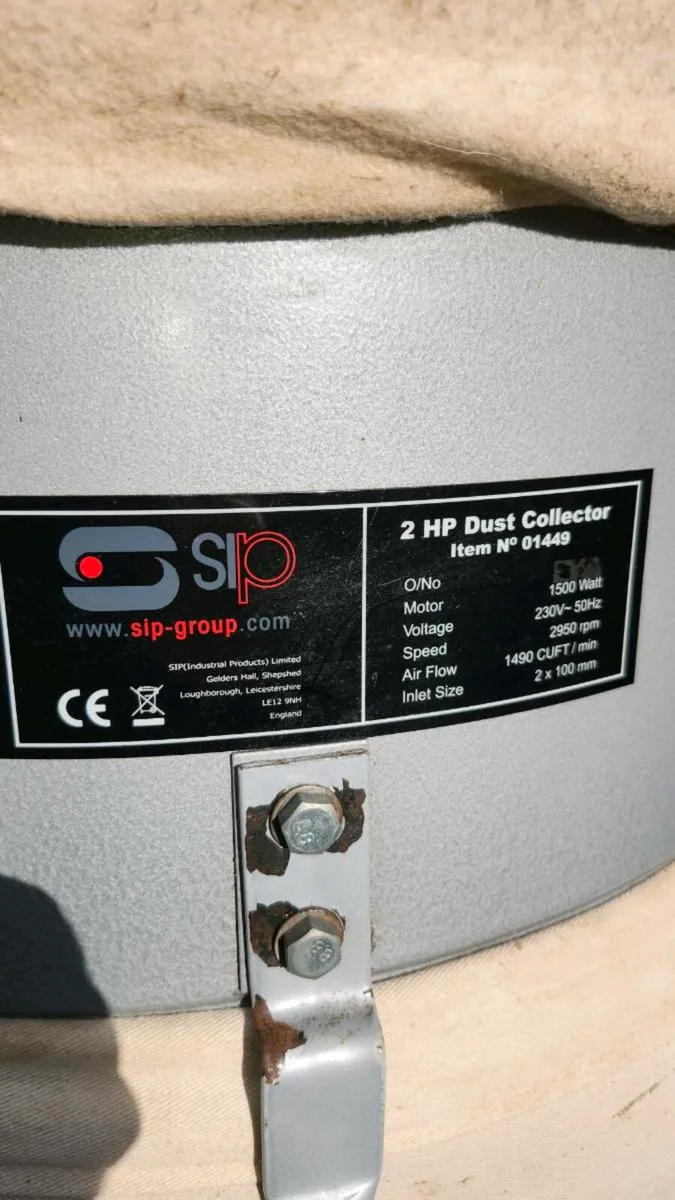 SIP
www.sip-group.com
SIP(Industrial Products) Limited
Gelders Hall, Shepshed
Loughborough, Leicestershire
LE12 9NH
England
CE
2 HP Dust Collector
Item Nº 01449
O/No
Motor 1500 Watt
Voltage 230V~ 50Hz
Speed 2950 rpm
Air Flow 1490 CUFT / min
Inlet Size 2 x 100 mm